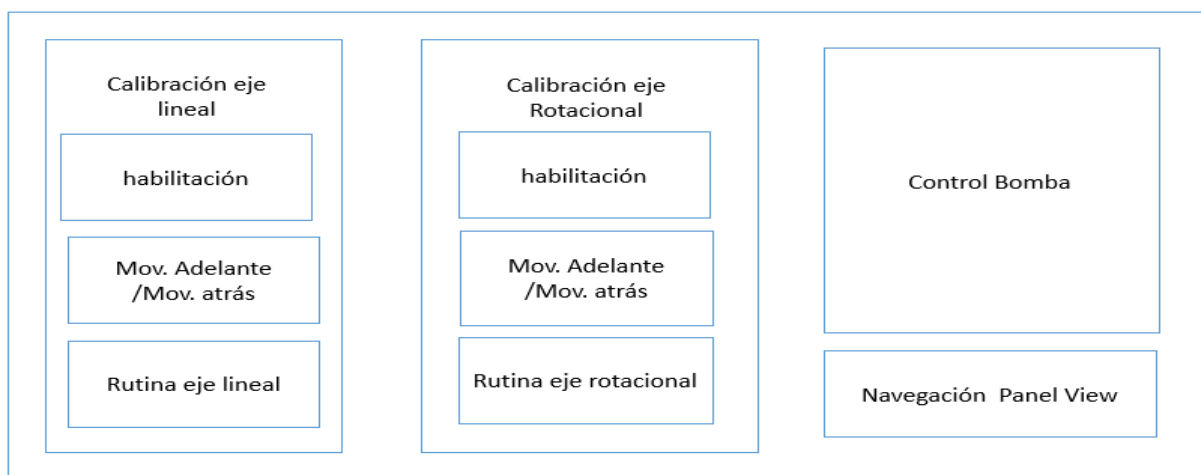 Calibración eje
lineal
habilitación
Mov. Adelante
/Mov. atrás
Rutina eje lineal
Calibración eje
Rotacional
habilitación
Mov. Adelante
/Mov. atrás
Rutina eje rotacional
Control Bomba
Navegación Panel View